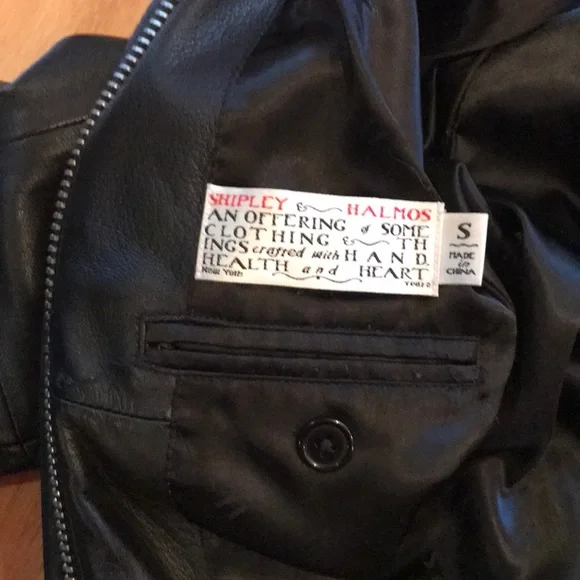 SHIPLEY & HALMOS
AN OFFERING of SOME
CLOTHING & TH
INGS crafted with HAND,
HEALTH and HEART
New York
S
MADE
in
CHINA